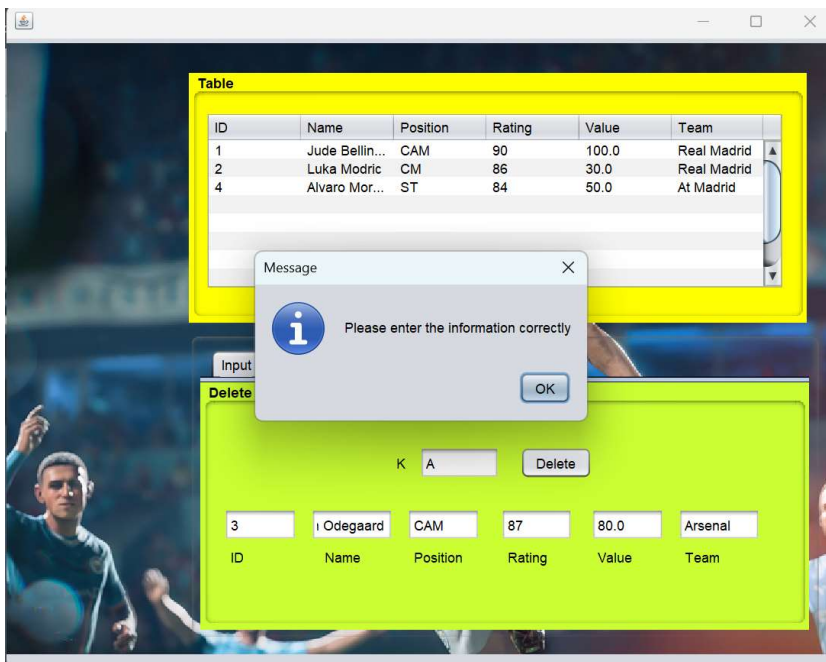 Table
ID Name Position Rating Value Team
1 Jude Bellin... CAM 90 100.0 Real Madrid
2 Luka Modric CM 86 30.0 Real Madrid
4 Alvaro Mor... ST 84 50.0 At Madrid
Message
Please enter the information correctly
OK
Input
Delete
K A Delete
3 Odegaard CAM 87 80.0 Arsenal
ID Name Position Rating Value Team